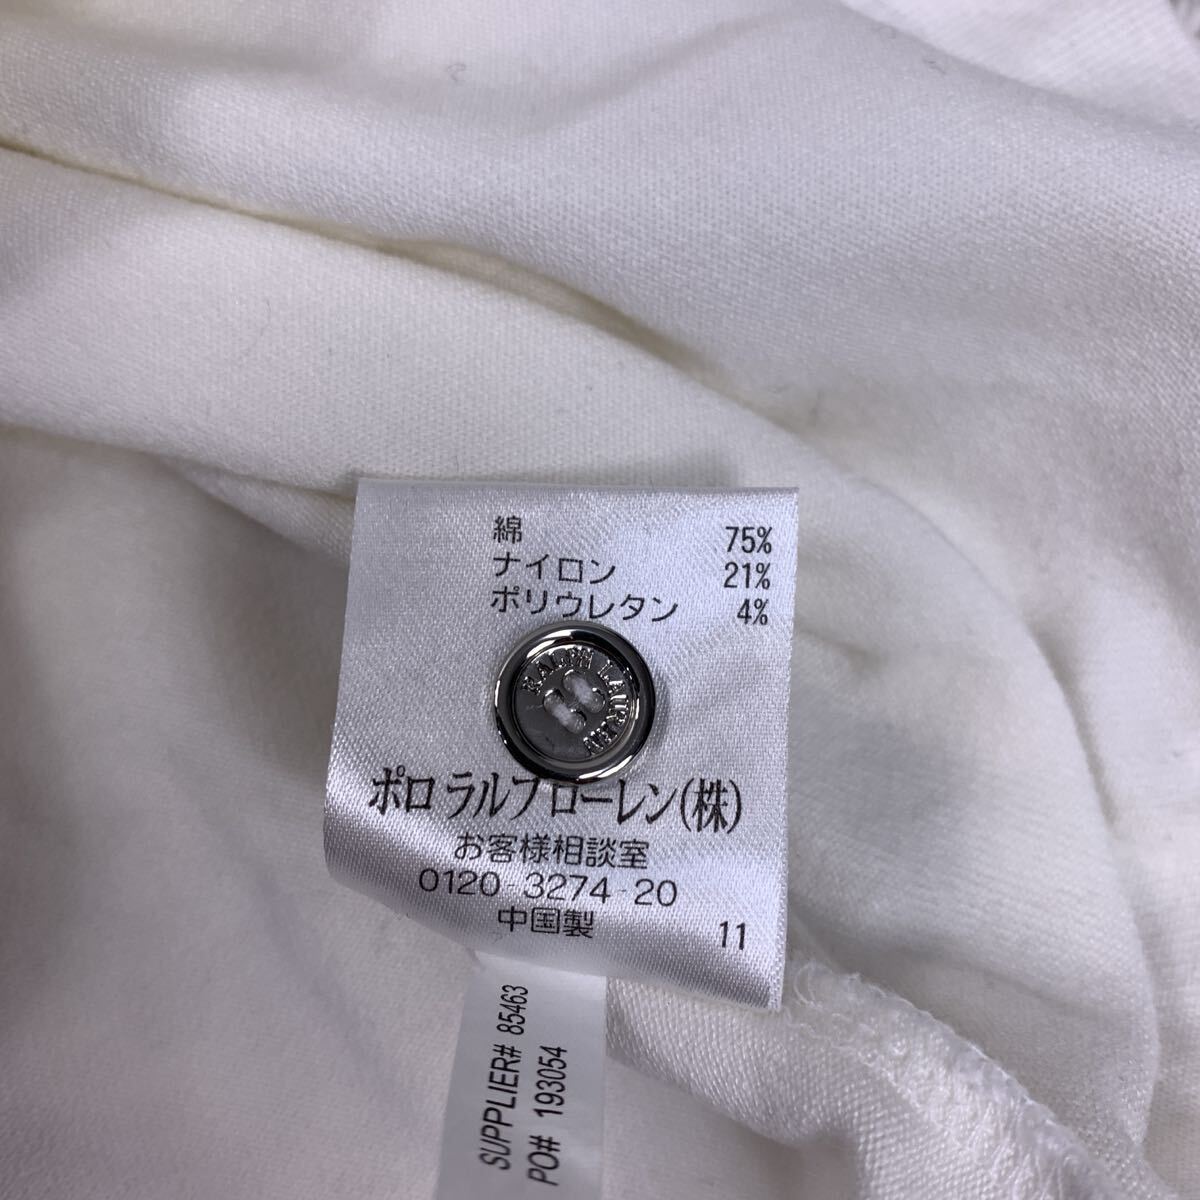 綿 75%
ナイロン 21%
ポリウレタン 4%
RALPH LAUREN
ポロ ラルフ ローレン(株)
お客様相談室
0120-3274-20
中国製 11
SUPPLIER# 85463
PO# 193054